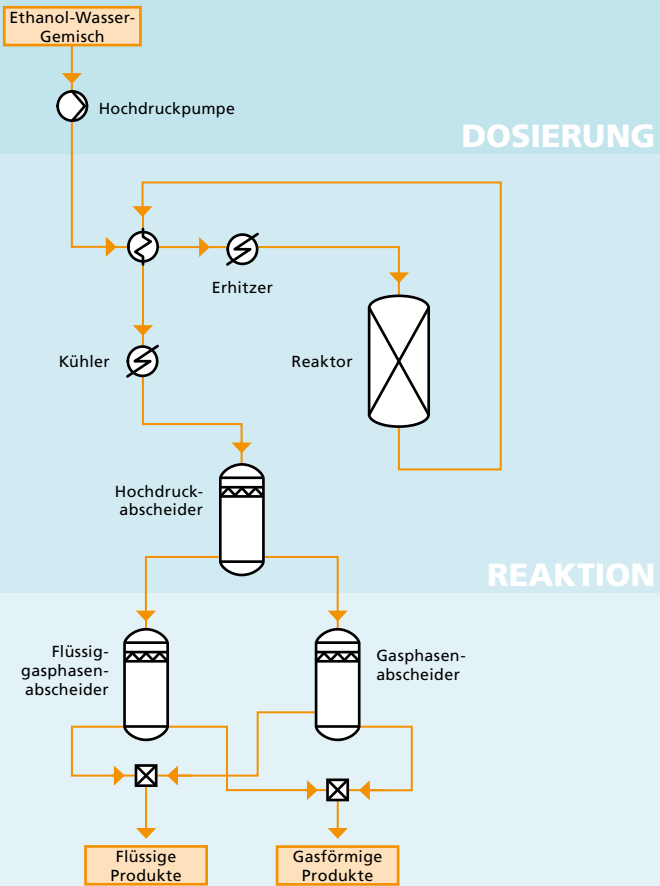 Ethanol-Wasser-
Gemisch
Hochdruckpumpe
DOSIERUNG
Erhitzer
Kühler
Reaktor
Hochdruck-
abscheider
REAKTION
Flüssig-
gasphasen-
abscheider
Gasphasen-
abscheider
Flüssige
Produkte
Gasförmige
Produkte